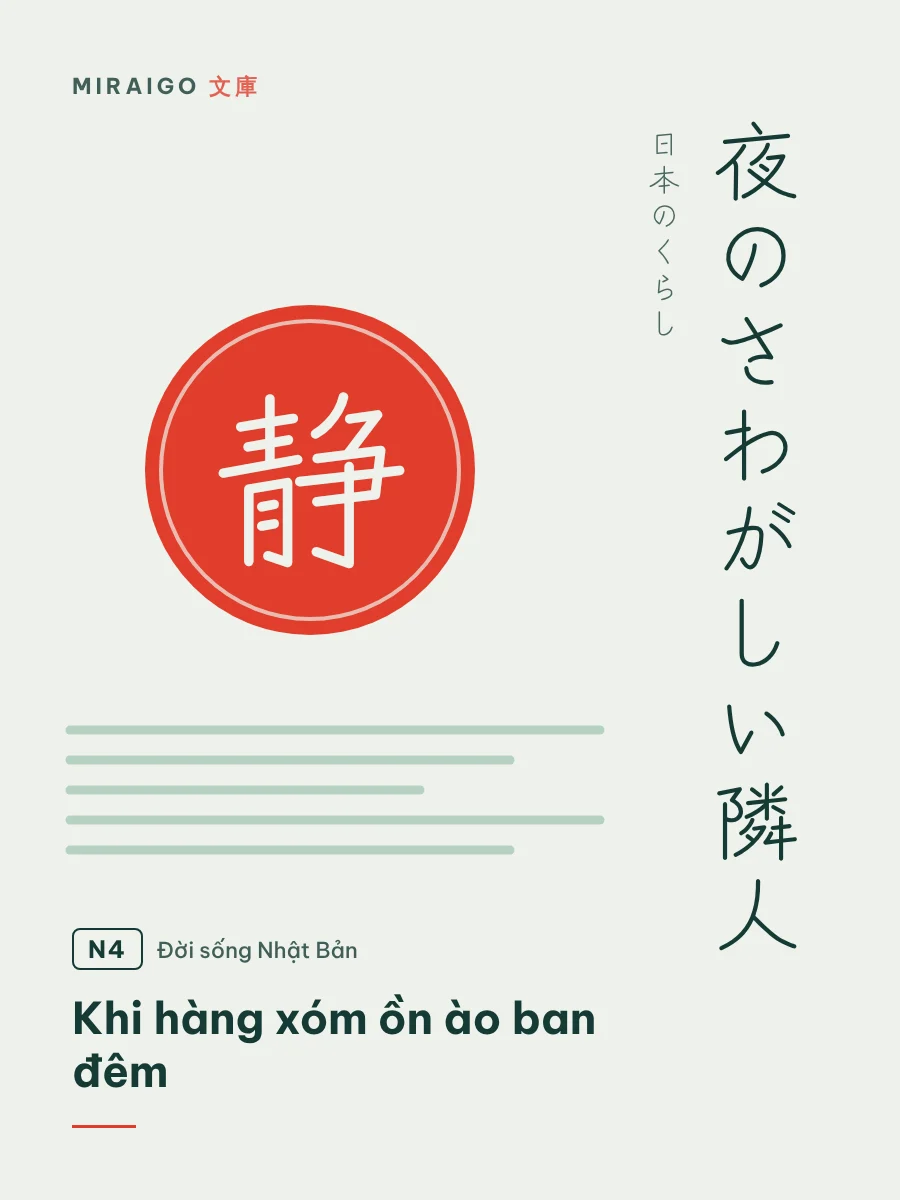 MIRAIGO 文庫
夜のさわがしい隣人
日本のくらし
静
N4 Đời sống Nhật Bản
Khi hàng xóm ồn ào ban
đêm